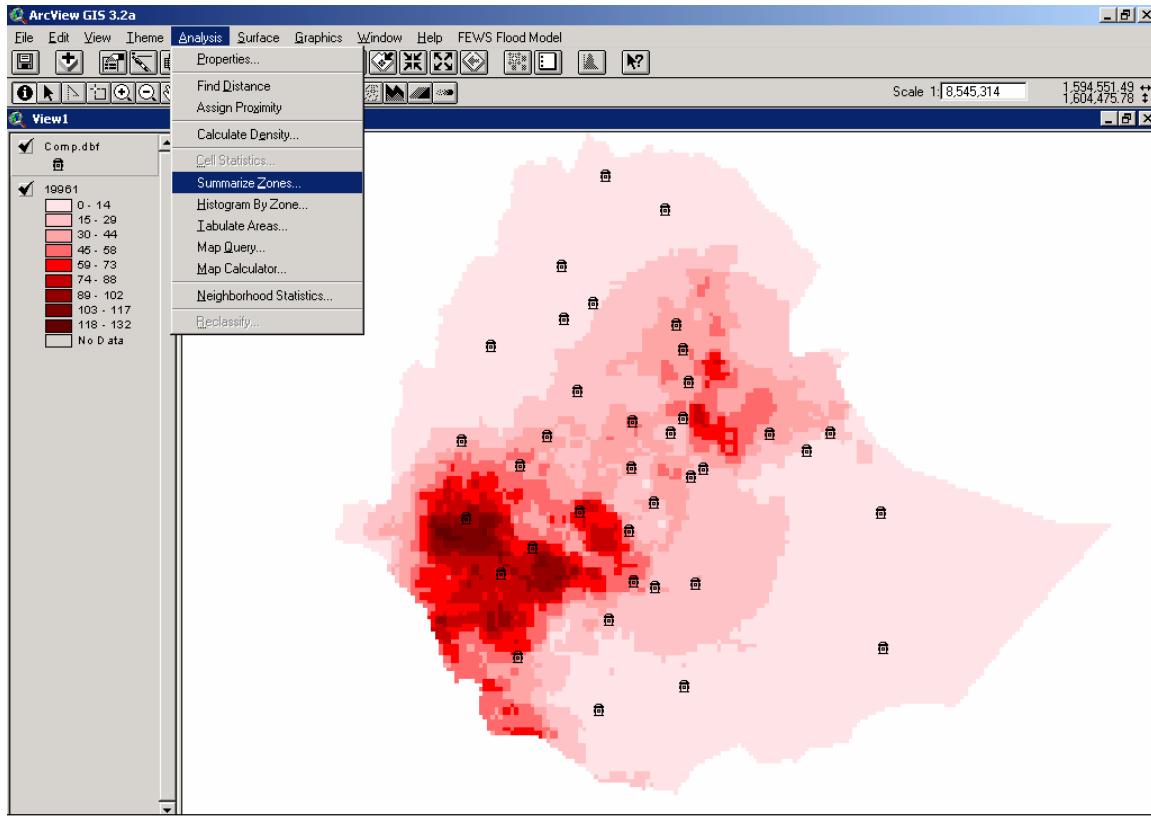 ArcView GIS 3.2a
File Edit View Theme Analysis Surface Graphics Window Help FEWS Flood Model
Scale 1: 8,545,314
1,594,551.49
1,604,475.78
View1
Properties...
Find Distance
Assign Proximity
Calculate Density...
Cell Statistics...
Summarize Zones...
Histogram By Zone...
Tabulate Areas...
Map Query...
Map Calculator...
Neighborhood Statistics...
Reclassify...
Comp.dbf
19961
0 - 14
15 - 29
30 - 44
45 - 58
59 - 73
74 - 88
89 - 102
103 - 117
118 - 132
No Data